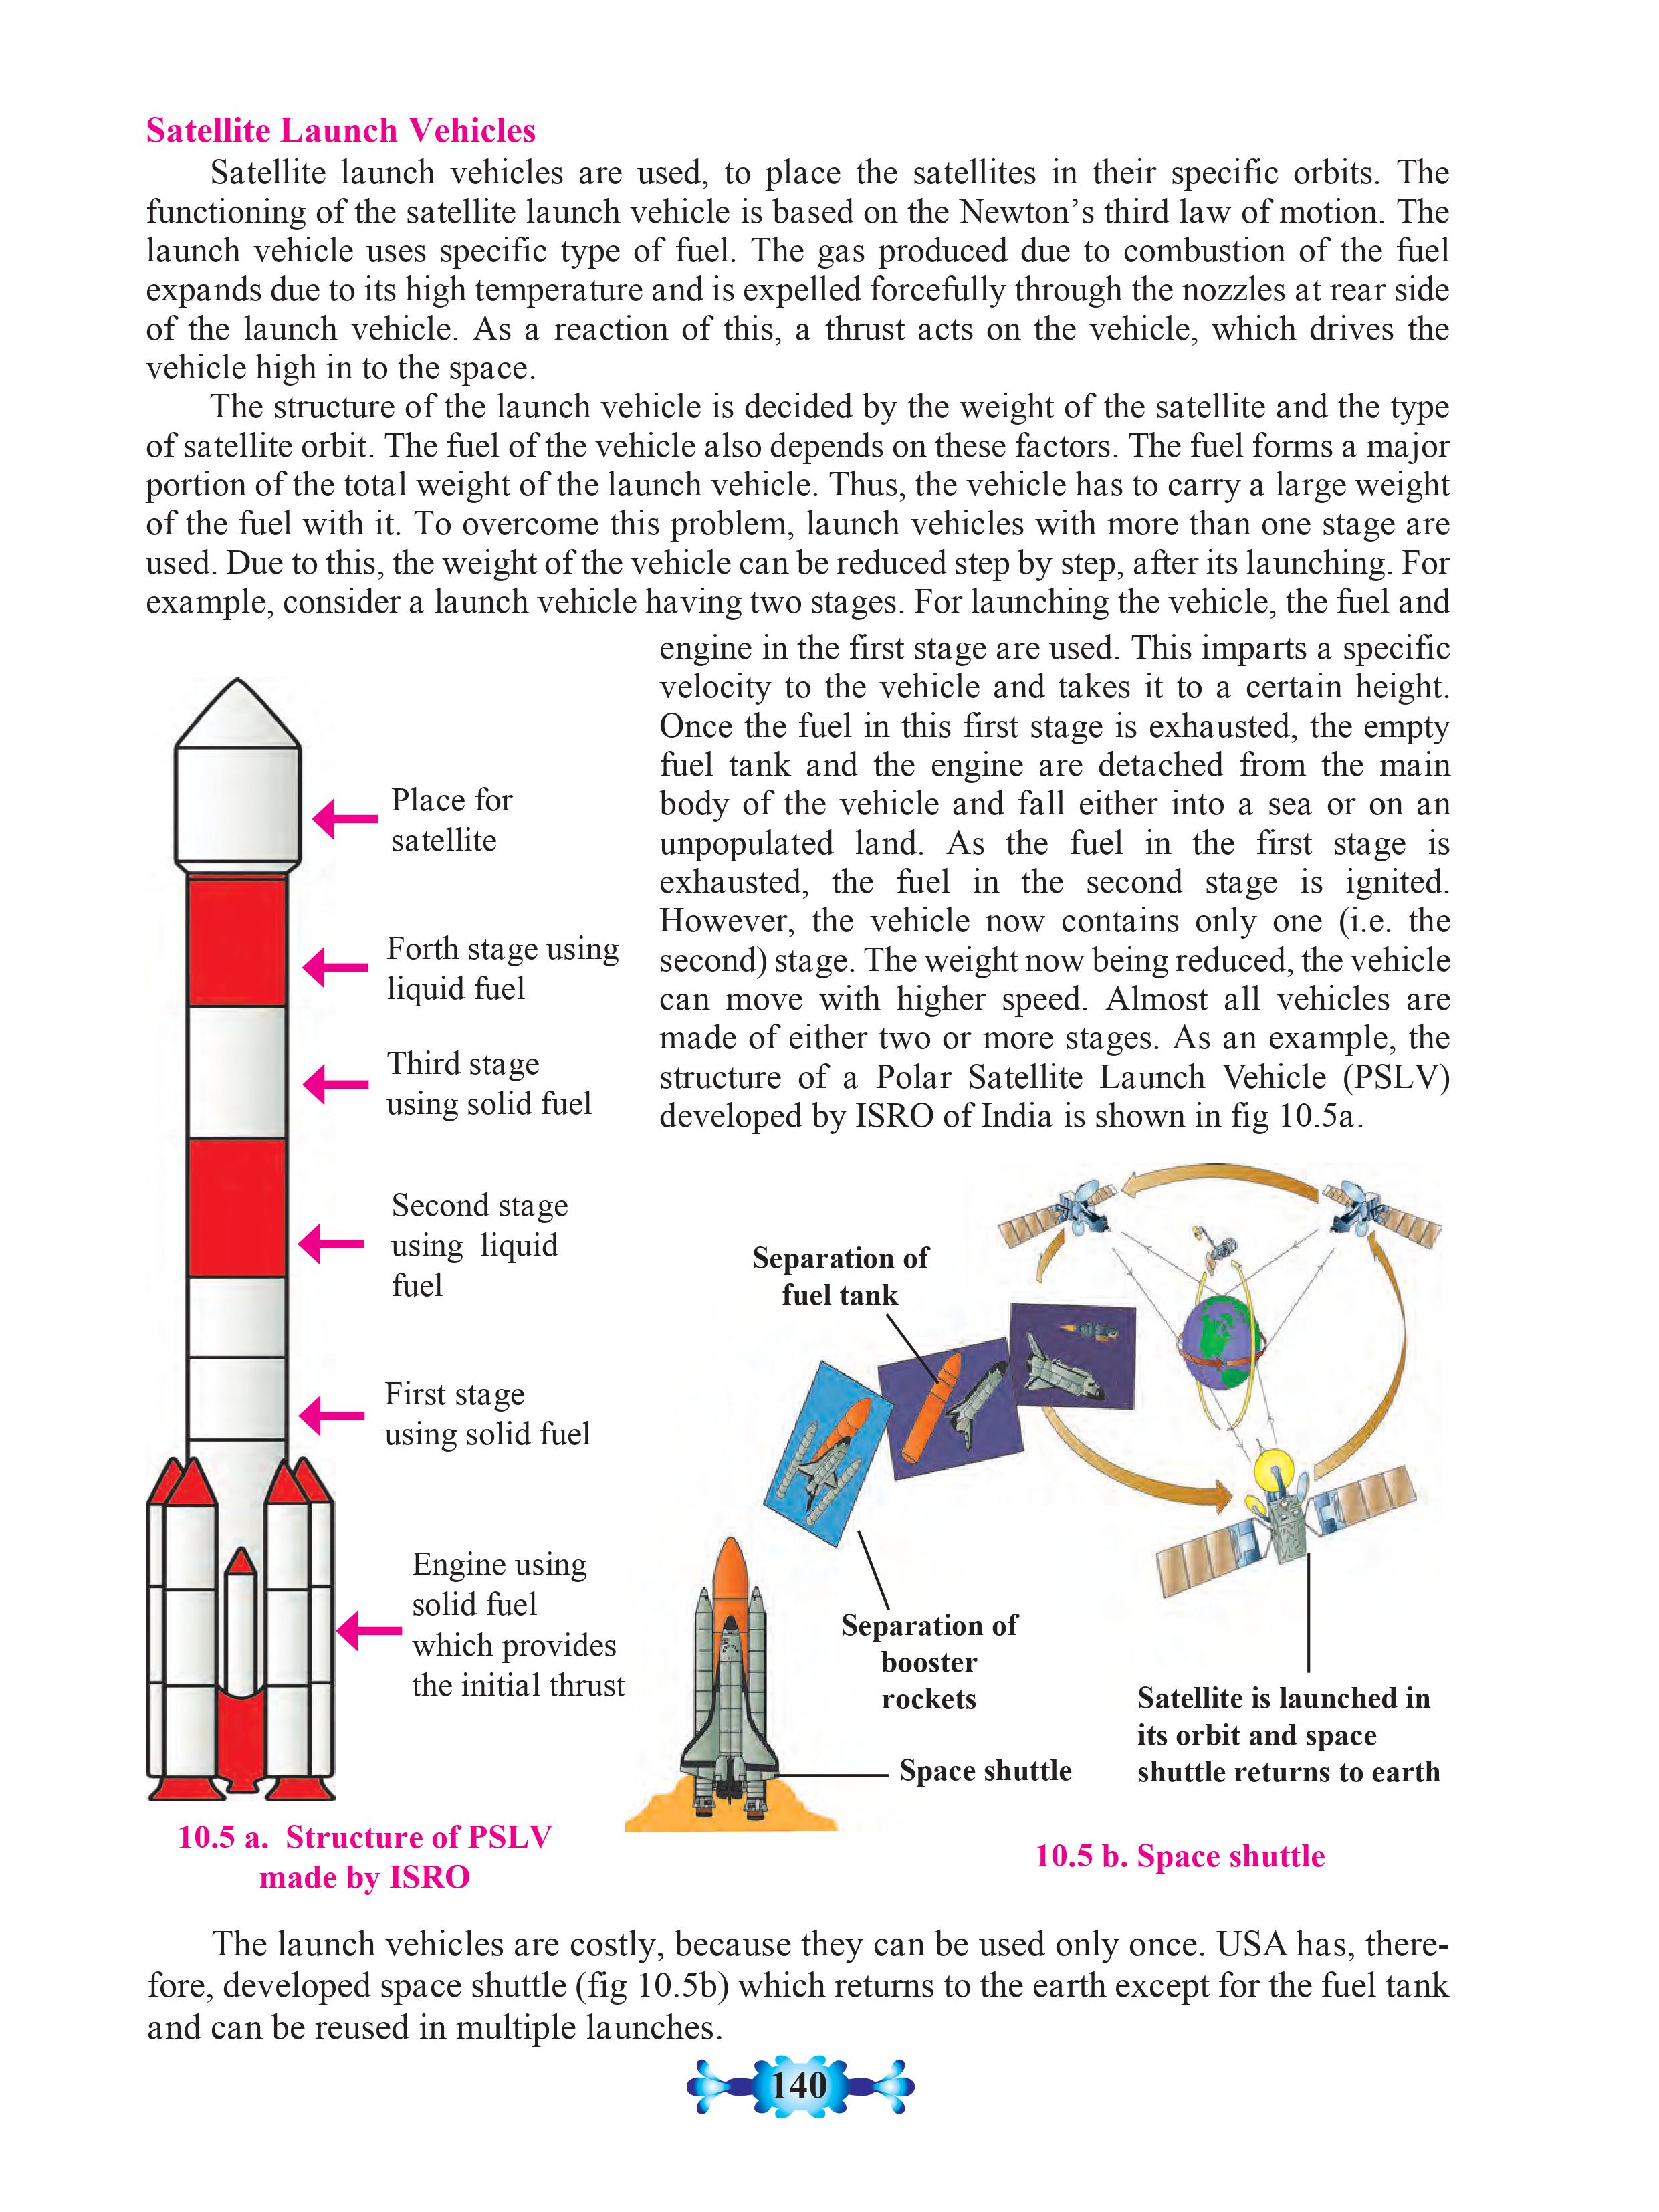 Satellite Launch Vehicles
Satellite launch vehicles are used, to place the satellites in their specific orbits. The
functioning of the satellite launch vehicle is based on the Newton’s third law of motion. The
launch vehicle uses specific type of fuel. The gas produced due to combustion of the fuel
expands due to its high temperature and is expelled forcefully through the nozzles at rear side
of the launch vehicle. As a reaction of this, a thrust acts on the vehicle, which drives the
vehicle high in to the space.
The structure of the launch vehicle is decided by the weight of the satellite and the type
of satellite orbit. The fuel of the vehicle also depends on these factors. The fuel forms a major
portion of the total weight of the launch vehicle. Thus, the vehicle has to carry a large weight
of the fuel with it. To overcome this problem, launch vehicles with more than one stage are
used. Due to this, the weight of the vehicle can be reduced step by step, after its launching. For
example, consider a launch vehicle having two stages. For launching the vehicle, the fuel and
engine in the first stage are used. This imparts a specific
velocity to the vehicle and takes it to a certain height.
Once the fuel in this first stage is exhausted, the empty
fuel tank and the engine are detached from the main
body of the vehicle and fall either into a sea or on an
unpopulated land. As the fuel in the first stage is
exhausted, the fuel in the second stage is ignited.
However, the vehicle now contains only one (i.e. the
second) stage. The weight now being reduced, the vehicle
can move with higher speed. Almost all vehicles are
made of either two or more stages. As an example, the
structure of a Polar Satellite Launch Vehicle (PSLV)
developed by ISRO of India is shown in fig 10.5a.
Place for
satellite
Forth stage using
liquid fuel
Third stage
using solid fuel
Second stage
using liquid
fuel
First stage
using solid fuel
Engine using
solid fuel
which provides
the initial thrust
10.5 a. Structure of PSLV
made by ISRO
Separation of
fuel tank
Separation of
booster
rockets
Space shuttle
Satellite is launched in
its orbit and space
shuttle returns to earth
10.5 b. Space shuttle
The launch vehicles are costly, because they can be used only once. USA has, there-
fore, developed space shuttle (fig 10.5b) which returns to the earth except for the fuel tank
and can be reused in multiple launches.
140